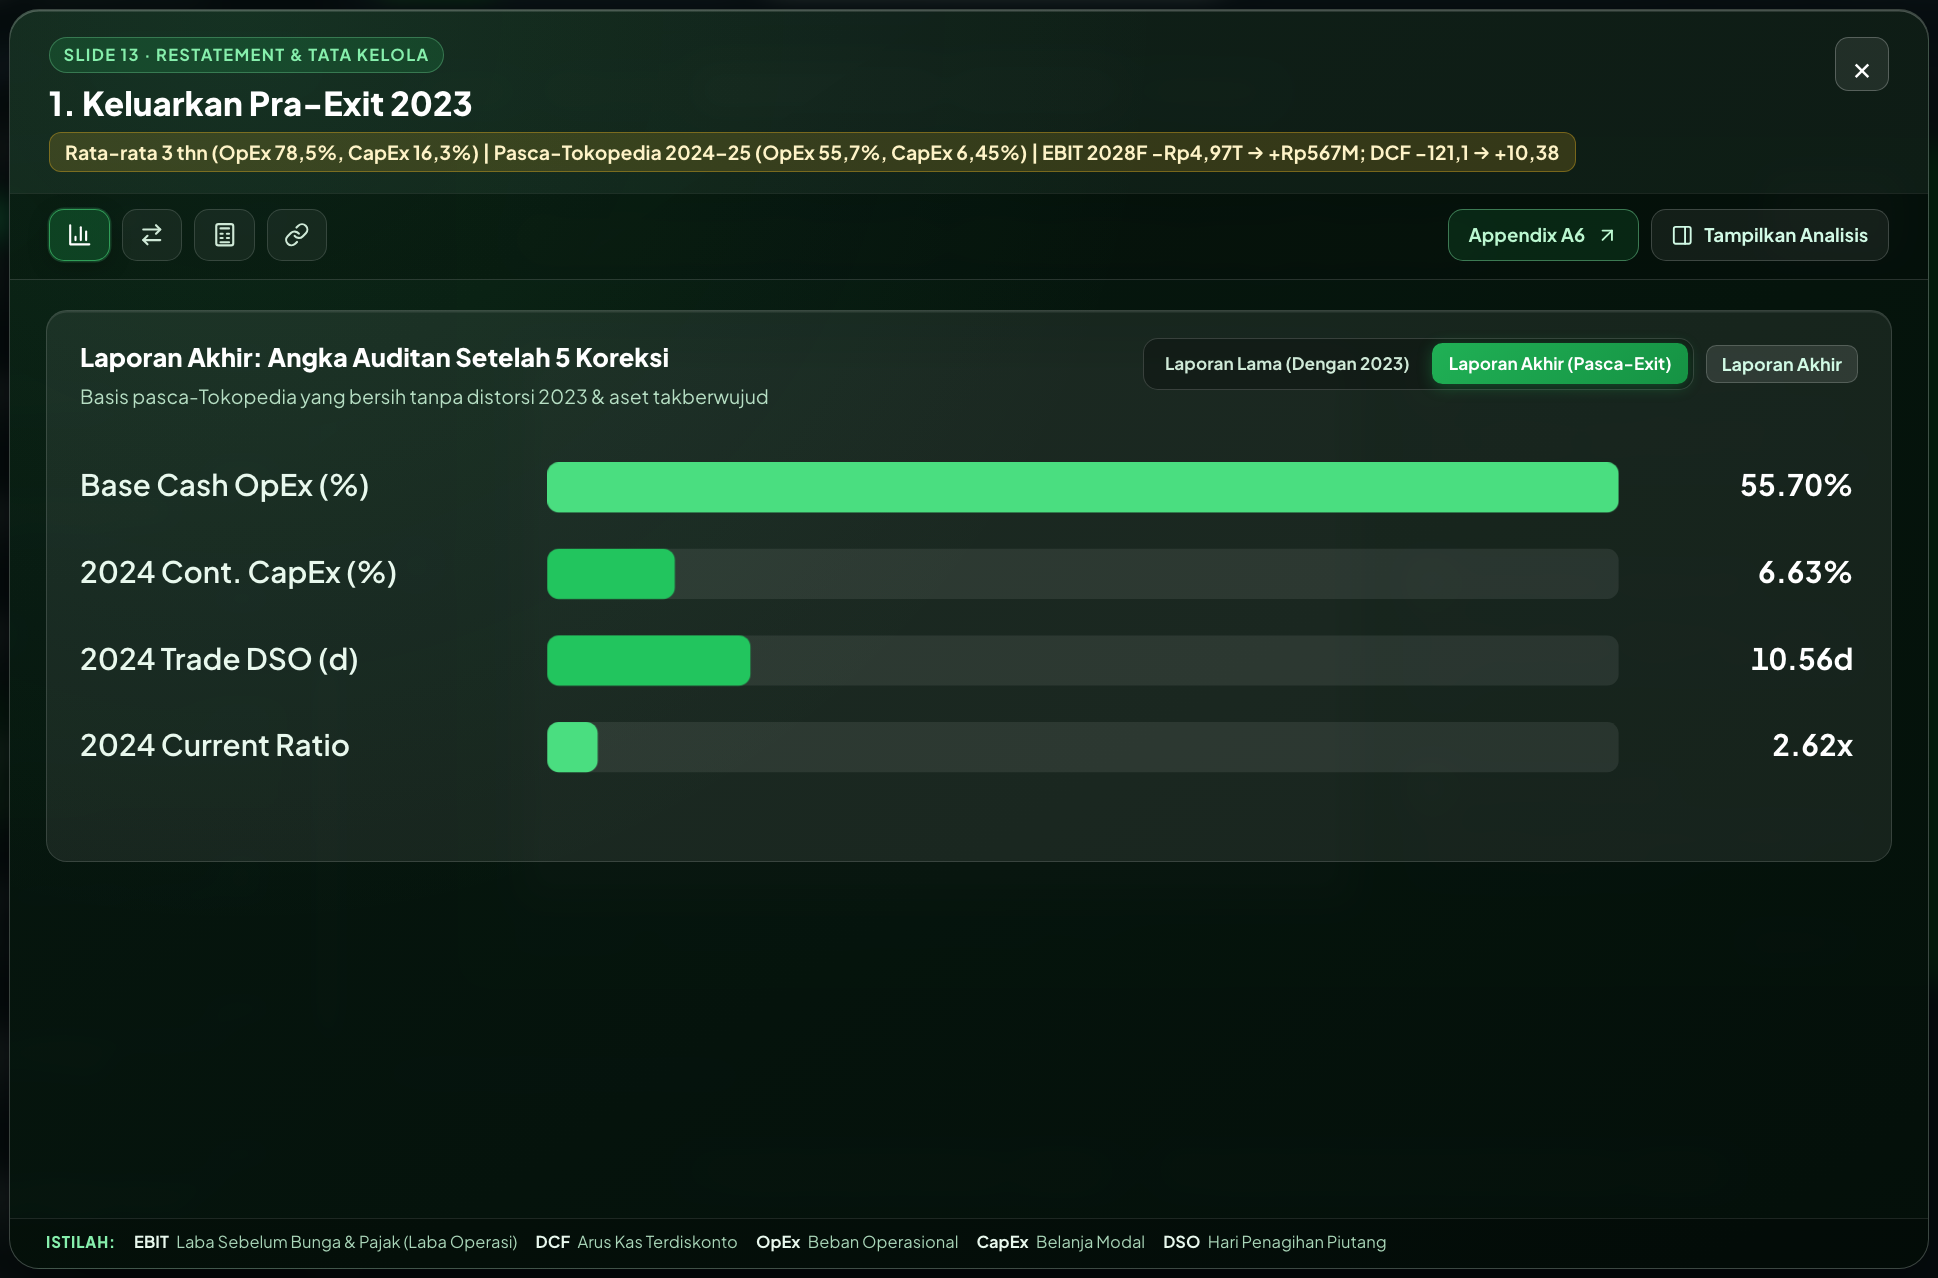 SLIDE 13 · RESTATEMENT & TATA KELOLA
1. Keluarkan Pra-Exit 2023
Rata-rata 3 thn (OpEx 78,5%, CapEx 16,3%) | Pasca-Tokopedia 2024–25 (OpEx 55,7%, CapEx 6,45%) | EBIT 2028F −Rp4,97T → +Rp567M; DCF −121,1 → +10,38
Appendix A6
Tampilkan Analisis
Laporan Akhir: Angka Auditan Setelah 5 Koreksi
Laporan Lama (Dengan 2023)
Laporan Akhir (Pasca-Exit)
Laporan Akhir
Basis pasca-Tokopedia yang bersih tanpa distorsi 2023 & aset takberwujud
Base Cash OpEx (%) 55.70%
2024 Cont. CapEx (%) 6.63%
2024 Trade DSO (d) 10.56d
2024 Current Ratio 2.62x
ISTILAH: EBIT Laba Sebelum Bunga & Pajak (Laba Operasi) DCF Arus Kas Terdiskonto OpEx Beban Operasional CapEx Belanja Modal DSO Hari Penagihan Piutang